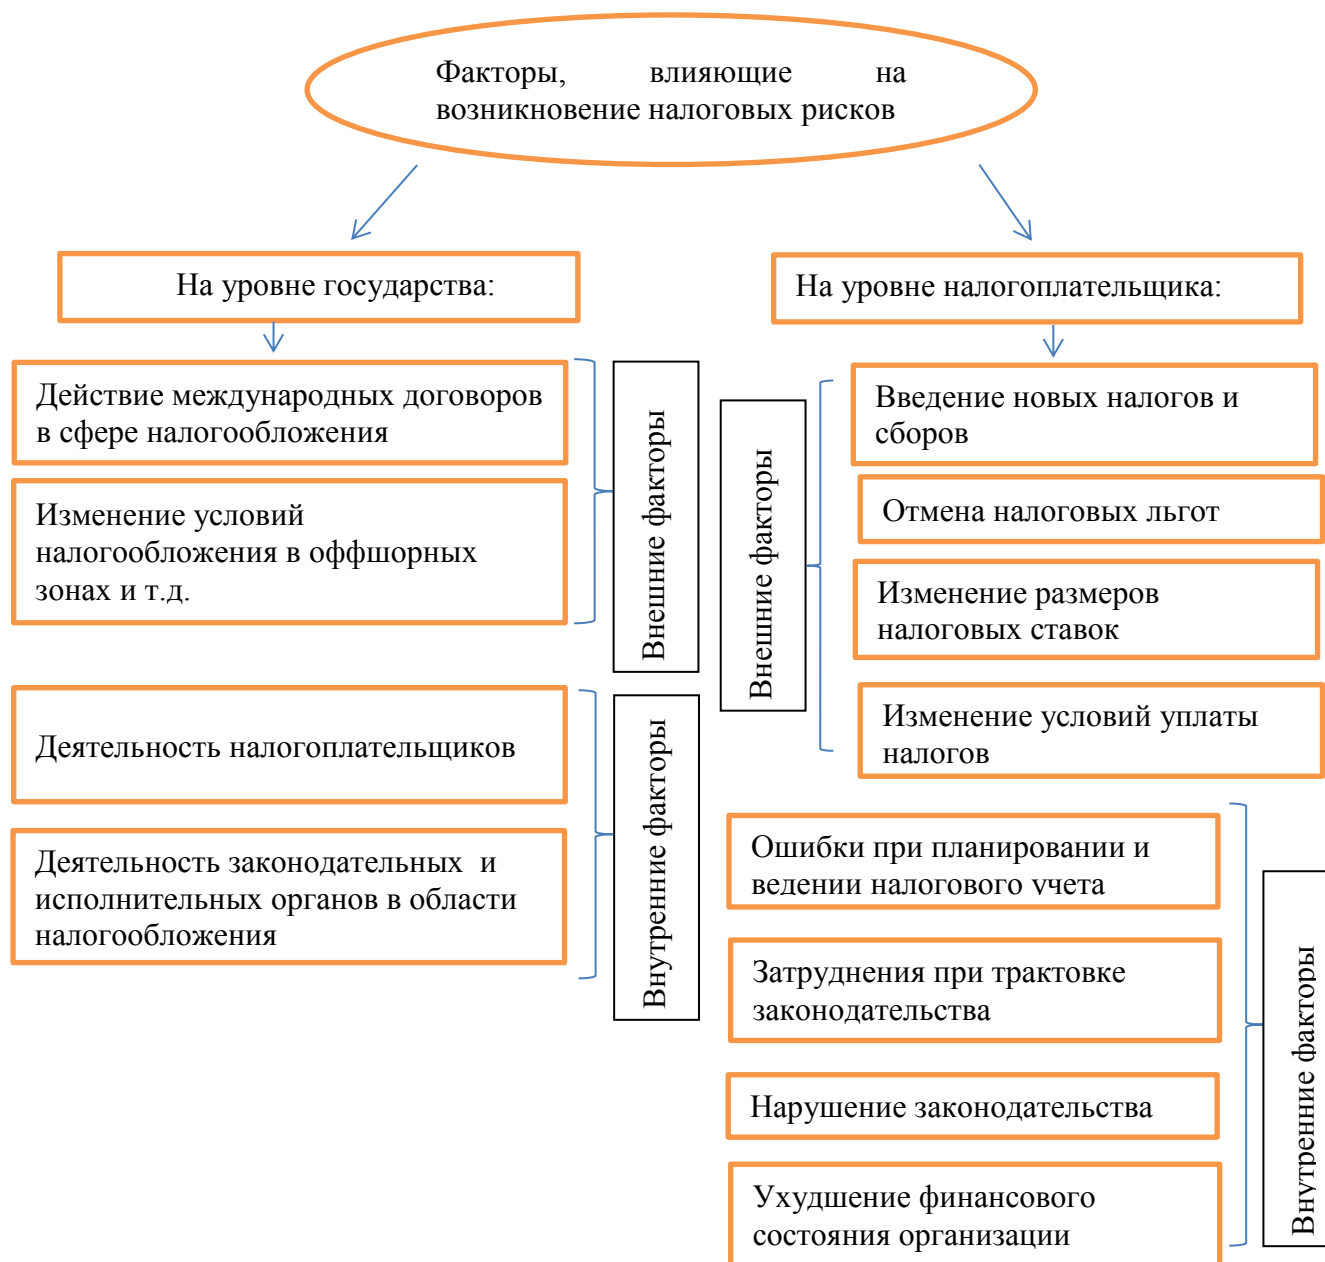 Факторы, влияющие на
возникновение налоговых рисков
На уровне государства:
Действие международных договоров
в сфере налогообложения
Изменение условий
налогообложения в оффшорных
зонах и т.д.
Внешние факторы
Деятельность налогоплательщиков
Деятельность законодательных и
исполнительных органов в области
налогообложения
Внутренние факторы
На уровне налогоплательщика:
Внешние факторы
Введение новых налогов и
сборов
Отмена налоговых льгот
Изменение размеров
налоговых ставок
Изменение условий уплаты
налогов
Ошибки при планировании и
ведении налогового учета
Затруднения при трактовке
законодательства
Нарушение законодательства
Ухудшение финансового
состояния организации
Внутренние факторы